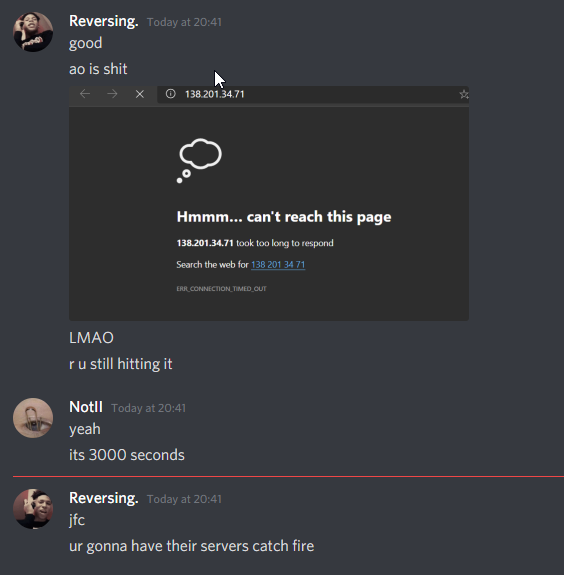 Reversing. Today at 20:41
good
ao is shit
138.201.34.71
Hmmm... can't reach this page
138.201.34.71 took too long to respond
Search the web for 138 201 34 71
ERR_CONNECTION_TIMED_OUT
LMAO
r u still hitting it
NotII Today at 20:41
yeah
its 3000 seconds
Reversing. Today at 20:41
jfc
ur gonna have their servers catch fire